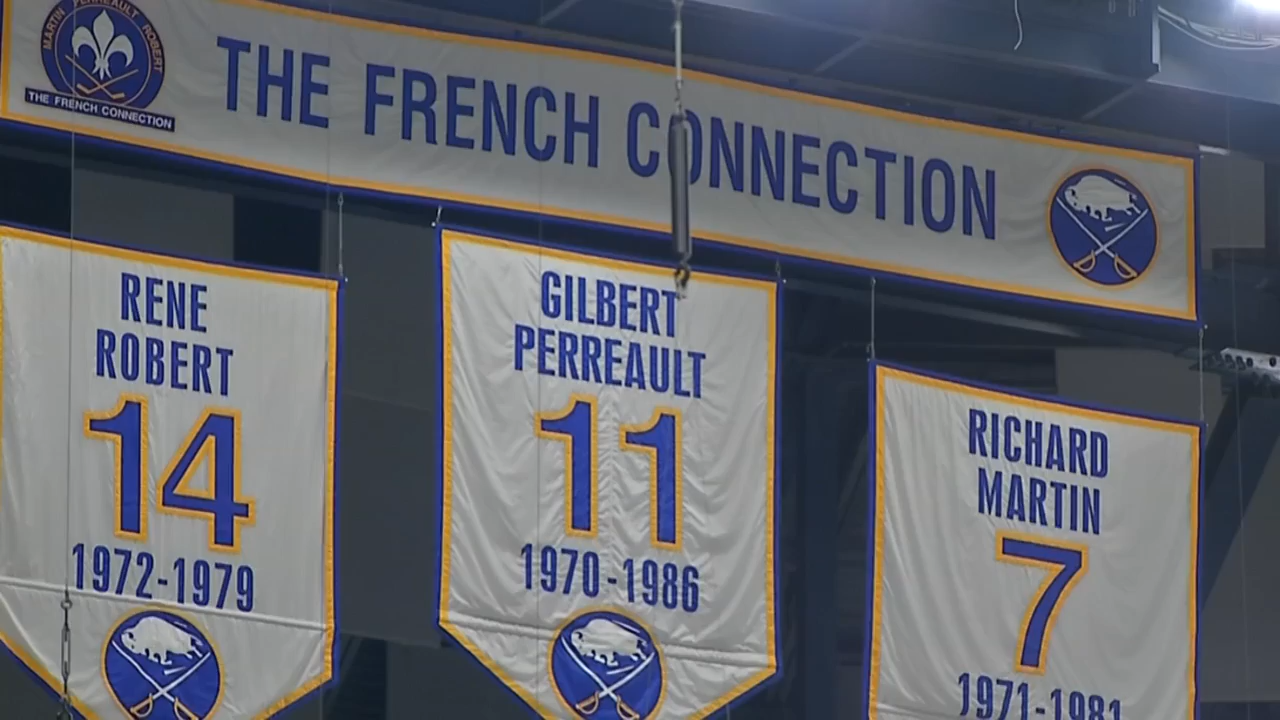 MARTIN PERREAULT ROBERT
THE FRENCH CONNECTION
THE FRENCH CONNECTION
RENE
ROBERT
14
1972-1979
GILBERT
PERREAULT
11
1970-1986
RICHARD
MARTIN
7
1971-1981